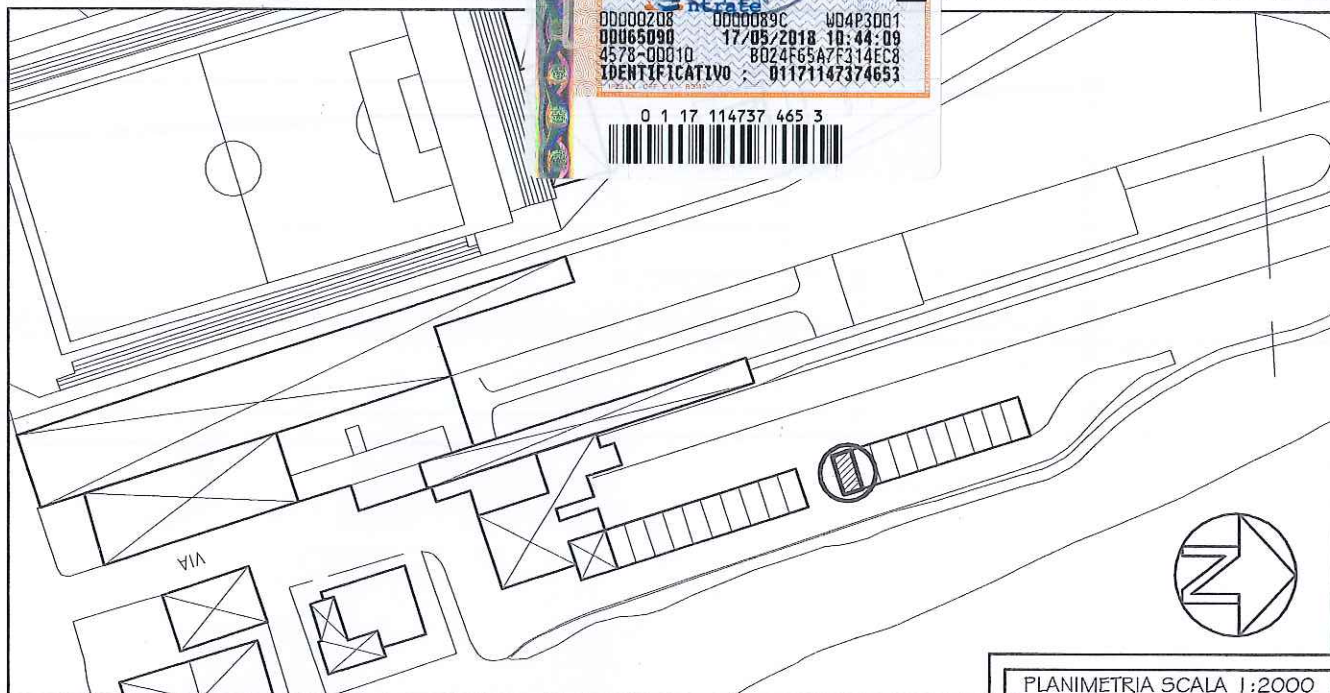 ntrate
00000208 0000089C W04P3001
00065090 17/05/2018 10:44:09
4578-00010 B024F65A7F314EC8
IDENTIFICATIVO : 01171147374653
0 1 17 114737 465 3
VIA
N
PLANIMETRIA SCALA 1:2000